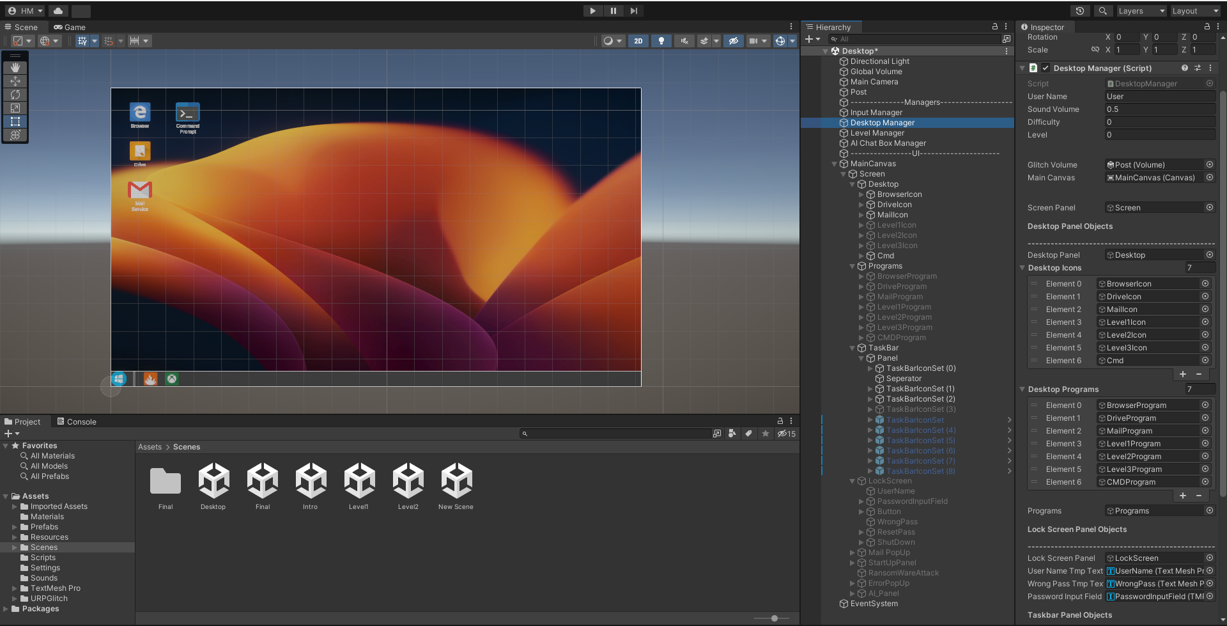 HM
Layers
Layout
Scene
Game
2D
Browser
Command
Prompt
Drive
Mail
Service
Project
Console
15
Favorites
All Materials
All Models
All Prefabs
Assets
Imported Assets
Materials
Prefabs
Resources
Scenes
Scripts
Settings
Sounds
TextMesh Pro
URPGlitch
Packages
Assets > Scenes
Final
Desktop
Final
Intro
Level1
Level2
New Scene
Hierarchy
All
Desktop*
Directional Light
Global Volume
Main Camera
Post
---------------Managers--------------------
Input Manager
Desktop Manager
Level Manager
AI Chat Box Manager
-----------------UI----------------------
MainCanvas
Screen
Desktop
BrowserIcon
DriveIcon
MailIcon
Level1Icon
Level2Icon
Level3Icon
Cmd
Programs
BrowserProgram
DriveProgram
MailProgram
Level1Program
Level2Program
Level3Program
CMDProgram
TaskBar
Panel
TaskBarIconSet (0)
Seperator
TaskBarIconSet (1)
TaskBarIconSet (2)
TaskBarIconSet (3)
TaskBarIconSet
TaskBarIconSet (4)
TaskBarIconSet (5)
TaskBarIconSet (6)
TaskBarIconSet (7)
TaskBarIconSet (8)
LockScreen
UserName
PasswordInputField
Button
WrongPass
ResetPass
ShutDown
Mail PopUp
StartUpPanel
RansomWareAttack
ErrorPopUp
AI_Panel
EventSystem
Inspector
Rotation X 0 Y 0 Z 0
Scale X 1 Y 1 Z 1
Desktop Manager (Script)
Script DesktopManager
User Name User
Sound Volume 0.5
Difficulty 0
Level 0
Glitch Volume Post (Volume)
Main Canvas MainCanvas (Canvas)
Screen Panel Screen
Desktop Panel Objects
------------------------------------------------
Desktop Panel Desktop
Desktop Icons 7
Element 0 BrowserIcon
Element 1 DriveIcon
Element 2 MailIcon
Element 3 Level1Icon
Element 4 Level2Icon
Element 5 Level3Icon
Element 6 Cmd
+ −
Desktop Programs 7
Element 0 BrowserProgram
Element 1 DriveProgram
Element 2 MailProgram
Element 3 Level1Program
Element 4 Level2Program
Element 5 Level3Program
Element 6 CMDProgram
+ −
Programs Programs
Lock Screen Panel Objects
------------------------------------------------
Lock Screen Panel LockScreen
User Name Tmp Text UserName (Text Mesh Pr
Wrong Pass Tmp Tex WrongPass (Text Mesh P
Password Input Field PasswordInputField (TMI
Taskbar Panel Objects